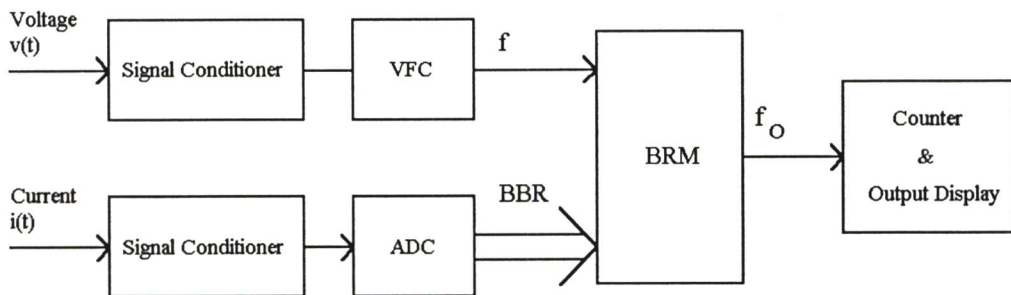 Voltage
v(t)
Signal Conditioner
VFC
f
BRM
f O
Counter
&
Output Display
Current
i(t)
Signal Conditioner
ADC
BBR